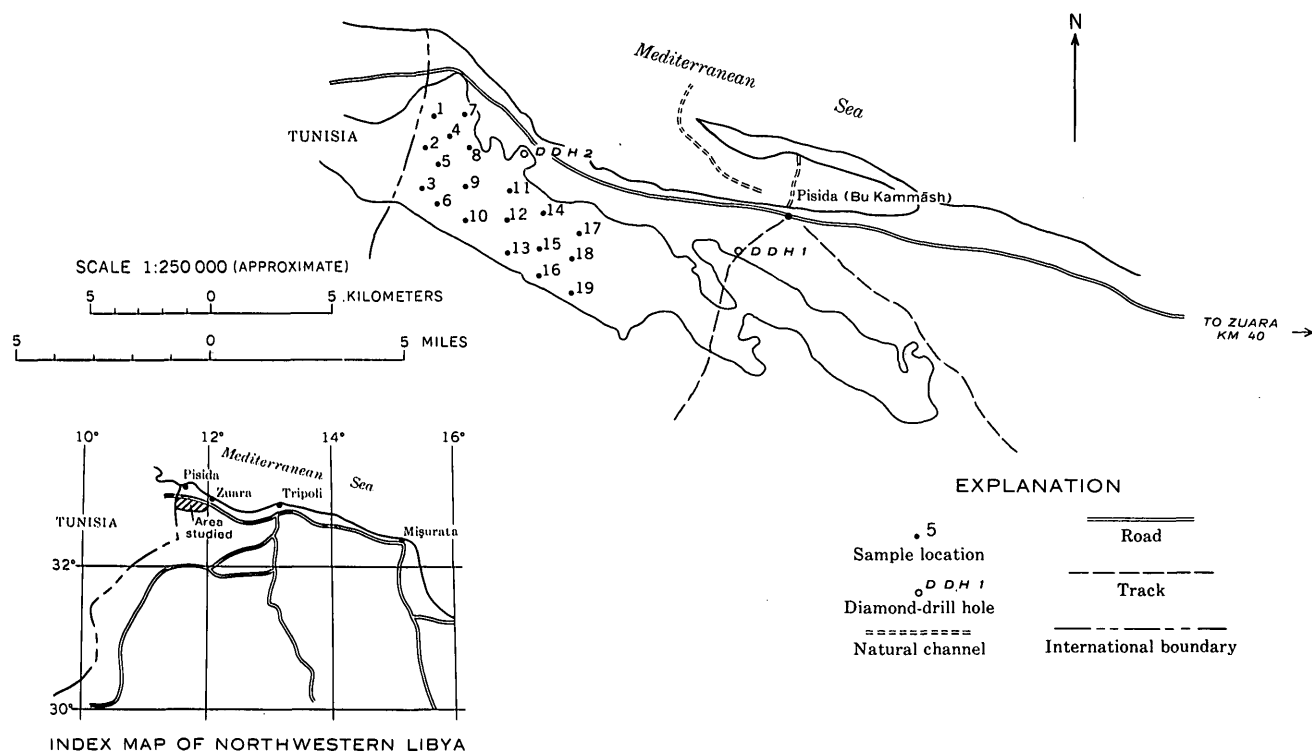 N
Mediterranean
Sea
TUNISIA
1
7
4
2
8
DDH 2
5
3
9
6
11
10
12
14
17
13
15
18
16
19
Pisida (Bu Kammāsh)
DDH 1
TO ZUARA
KM 40
SCALE 1:250 000 (APPROXIMATE)
5 0 5 KILOMETERS
5 0 5 MILES
10° 12° 14° 16°
Mediterranean
Sea
Pisida
Zuara
Tripoli
TUNISIA
Area
studied
Mişurata
32°
30°
INDEX MAP OF NORTHWESTERN LIBYA
EXPLANATION
5
Sample location
DDH 1
Diamond-drill hole
Natural channel
Road
Track
International boundary